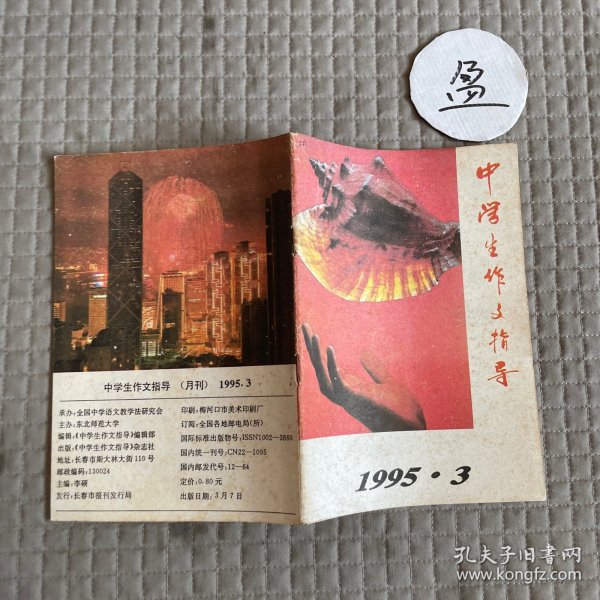 盈
中学生作文指导
1995·3
中学生作文指导 （月刊） 1995.3
承办：全国中学语文教学法研究会
主办：东北师范大学
编辑：《中学生作文指导》编辑部
出版：《中学生作文指导》杂志社
地址：长春市斯大林大街110号
邮政编码：130024
主编：李硕
发行：长春市报刊发行局
印刷：梅河口市美术印刷厂
订阅：全国各地邮电局(所)
国际标准出版物号：ISSN1002—3860
国内统一刊号：CN22—1095
国内邮发代号：12—64
定价：0.80元
出版日期：3月7日
孔夫子旧书网
www.kongfz.com